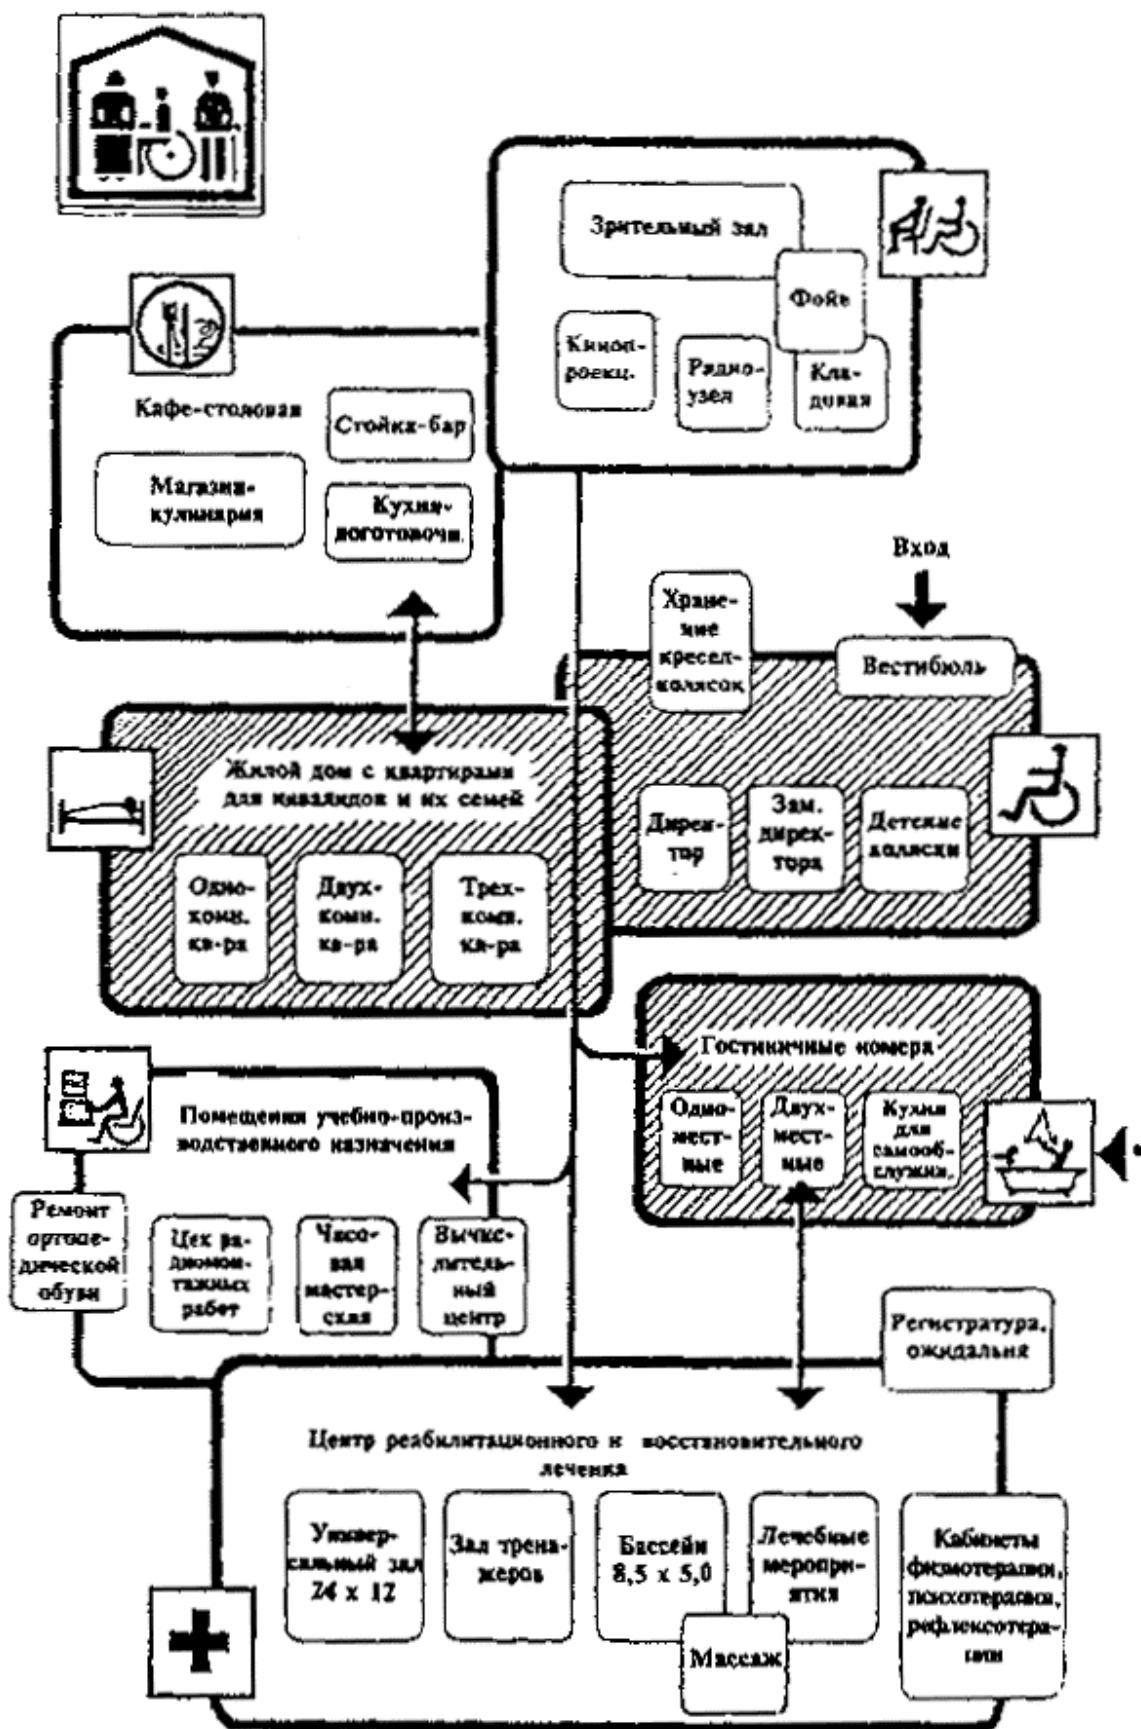 Зрительный зал
Фойе
Киноп-
роекц.
Радио-
узел
Кла-
довая
Кафе-столовая
Стойка-бар
Магазин-
кулинария
Кухня-
доготовочн.
Вход
Хране-
ние
кресел-
колясок
Вестибюль
Жилой дом с квартирами
для инвалидов и их семей
Одно-
комн.
кв-ра
Двух-
комн.
кв-ра
Трех-
комн.
кв-ра
Дирек-
тор
Зам.
дирек-
тора
Детские
коляски
Гостиничные номера
Одно-
мест-
ные
Двух-
мест-
ные
Кухни
для
самооб-
служив.
Помещения учебно-произ-
водственного назначения
Ремонт
ортопе-
дической
обуви
Цех ра-
диомон-
тажных
работ
Часо-
вая
мастер-
ская
Вычис-
литель-
ный
центр
Регистратура,
ожидальня
Центр реабилитационного и восстановительного
лечения
Универ-
сальный зал
24 х 12
Зал трена-
жеров
Бассейн
8,5 х 5,0
Лечебные
меропри-
ятия
Массаж
Кабинеты
физиотерапии,
психотерапии,
рефлексотера-
пии